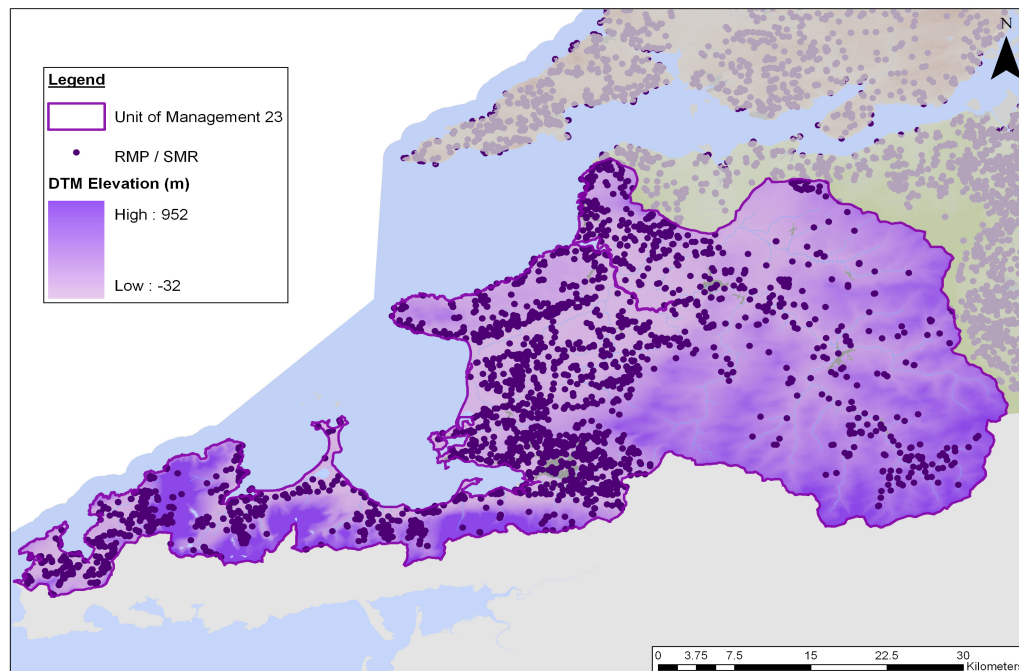 N
Legend
Unit of Management 23
RMP / SMR
DTM Elevation (m)
High : 952
Low : -32
0 3.75 7.5 15 22.5 30
Kilometers